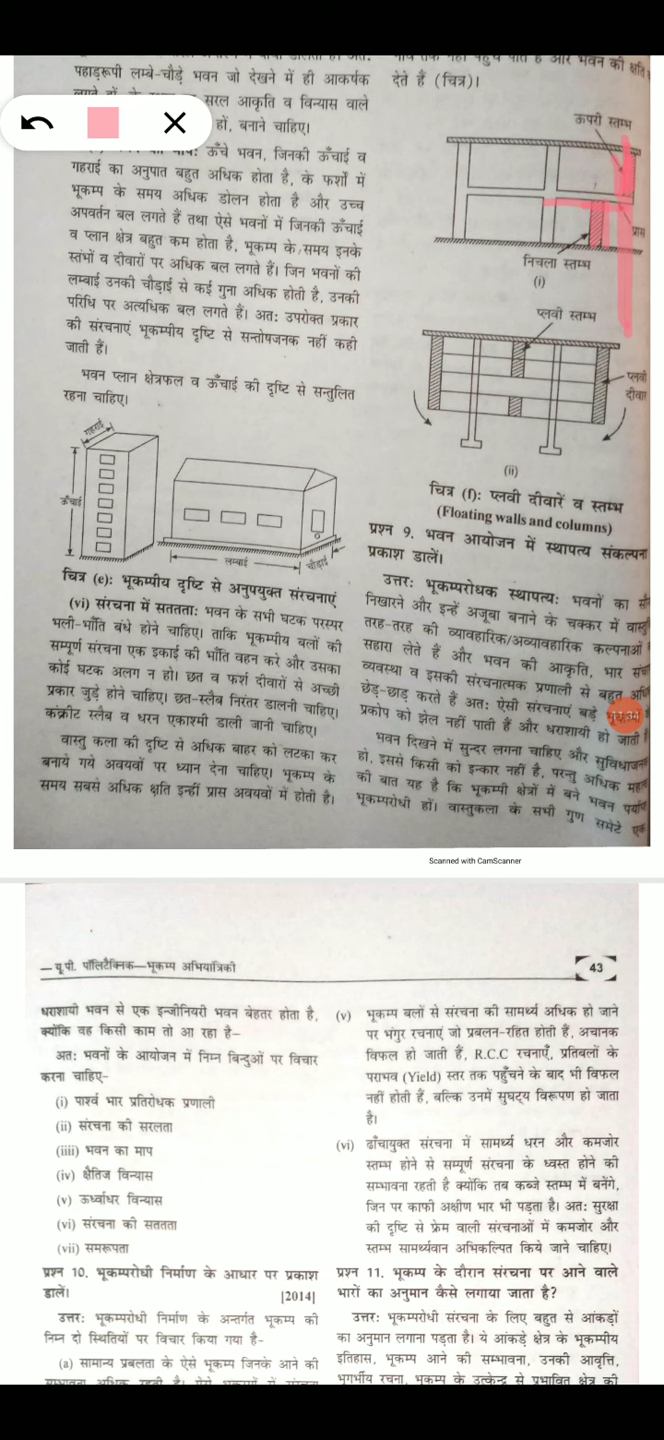 पहाड़रूपी लम्बे-चौड़े भवन जो देखने में ही आकर्षक
सरल आकृति व विन्यास वाले
हों, बनाने चाहिए।
ऊँचे भवन, जिनकी ऊँचाई व
गहराई का अनुपात बहुत अधिक होता है, के फर्शों में
भूकम्प के समय अधिक डोलन होता है और उच्च
अपवर्तन बल लगते हैं तथा ऐसे भवनों में जिनकी ऊँचाई
व प्लान क्षेत्र बहुत कम होता है, भूकम्प के समय इनके
स्तंभों व दीवारों पर अधिक बल लगते हैं। जिन भवनों की
लम्बाई उनकी चौड़ाई से कई गुना अधिक होती है, उनकी
परिधि पर अत्यधिक बल लगते हैं। अतः उपरोक्त प्रकार
की संरचनाएं भूकम्पीय दृष्टि से सन्तोषजनक नहीं कही
जाती हैं।
भवन प्लान क्षेत्रफल व ऊँचाई की दृष्टि से सन्तुलित
रहना चाहिए।
गहराई
ऊँचाई
लम्बाई
चौड़ाई
चित्र (e): भूकम्पीय दृष्टि से अनुपयुक्त संरचनाएं
(vi) संरचना में सततता: भवन के सभी घटक परस्पर
भली-भाँति बंधे होने चाहिए। ताकि भूकम्पीय बलों की
सम्पूर्ण संरचना एक इकाई की भाँति वहन करे और उसका
कोई घटक अलग न हो। छत व फर्श दीवारों से अच्छी
प्रकार जुड़े होने चाहिए। छत-स्लैब निरंतर डालनी चाहिए।
कंक्रीट स्लैब व धरन एकाश्मी डाली जानी चाहिए।
वास्तु कला की दृष्टि से अधिक बाहर को लटका कर
बनाये गये अवयवों पर ध्यान देना चाहिए। भूकम्प के
समय सबसे अधिक क्षति इन्हीं प्रास अवयवों में होती है।
और भवन की क्षति
देते हैं (चित्र)।
ऊपरी स्तम्भ
प्रास
निचला स्तम्भ
(i)
प्लवी स्तम्भ
प्लवी
दीवार
(ii)
चित्र (f): प्लवी दीवारें व स्तम्भ
(Floating walls and columns)
प्रश्न 9. भवन आयोजन में स्थापत्य संकल्पना
प्रकाश डालें।
उत्तर: भूकम्परोधक स्थापत्य: भवनों का
निखारने और इन्हें अजूबा बनाने के चक्कर में
तरह-तरह की व्यावहारिक/अव्यावहारिक कल्पनाओं
सहारा लेते हैं और भवन की आकृति, भार
व्यवस्था व इसकी संरचनात्मक प्रणाली से बहुत
छेड़-छाड़ करते हैं अतः ऐसी संरचनाएं बड़े
प्रकोप को झेल नहीं पाती हैं और धराशायी हो जाती
भवन दिखने में सुन्दर लगना चाहिए और
हो, इससे किसी को इन्कार नहीं है, परन्तु अधिक
की बात यह है कि भूकम्पी क्षेत्रों में बने भवन
भूकम्परोधी हों। वास्तुकला के सभी गुण समेटे एक
Scanned with CamScanner
—यू.पी. पॉलिटैक्निक—भूकम्प अभियांत्रिकी
43
धराशायी भवन से एक इन्जीनियरी भवन बेहतर होता है,
क्योंकि वह किसी काम तो आ रहा है–
अतः भवनों के आयोजन में निम्न बिन्दुओं पर विचार
करना चाहिए–
(i) पार्श्व भार प्रतिरोधक प्रणाली
(ii) संरचना की सरलता
(iiii) भवन का माप
(iv) क्षैतिज विन्यास
(v) ऊर्ध्वाधर विन्यास
(vi) संरचना की सततता
(vii) समरूपता
प्रश्न 10. भूकम्परोधी निर्माण के आधार पर प्रकाश
डालें। [2014]
उत्तर: भूकम्परोधी निर्माण के अन्तर्गत भूकम्प की
निम्न दो स्थितियों पर विचार किया गया है–
(a) सामान्य प्रबलता के ऐसे भूकम्प जिनके आने की
(v) भूकम्प बलों से संरचना की सामर्थ्य अधिक हो जाने
पर भंगुर रचनाएं जो प्रबलन-रहित होती हैं, अचानक
विफल हो जाती हैं, R.C.C रचनाएँ, प्रतिबलों के
पराभव (Yield) स्तर तक पहुँचने के बाद भी विफल
नहीं होती हैं, बल्कि उनमें सुघट्य विरूपण हो जाता
है।
(vi) ढाँचायुक्त संरचना में सामर्थ्य धरन और कमजोर
स्तम्भ होने से सम्पूर्ण संरचना के ध्वस्त होने की
सम्भावना रहती है क्योंकि तब कब्जे स्तम्भ में बनेंगे,
जिन पर काफी अक्षीण भार भी पड़ता है। अतः सुरक्षा
की दृष्टि से फ्रेम वाली संरचनाओं में कमजोर और
स्तम्भ सामर्थ्यवान अभिकल्पित किये जाने चाहिए।
प्रश्न 11. भूकम्प के दौरान संरचना पर आने वाले
भारों का अनुमान कैसे लगाया जाता है?
उत्तर: भूकम्परोधी संरचना के लिए बहुत से आंकड़ों
का अनुमान लगाना पड़ता है। ये आंकड़े क्षेत्र के भूकम्पीय
इतिहास, भूकम्प आने की सम्भावना, उनकी आवृत्ति,
भूगर्भीय रचना, भूकम्प के उत्केन्द्र से प्रभावित क्षेत्र की